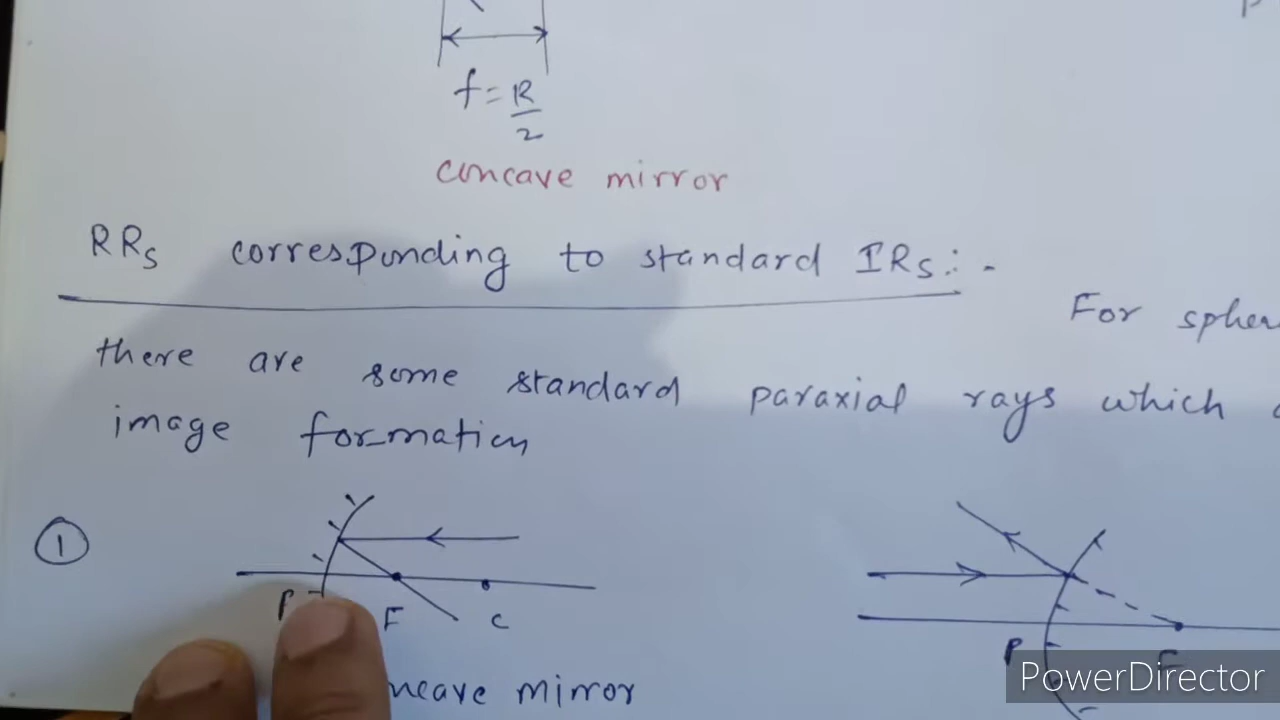 f = R/2
concave mirror
RRs corresponding to standard IRs: -
For spher
there are some standard paraxial rays which
image formation
1
P F C
P F
ncave mirror
PowerDirector